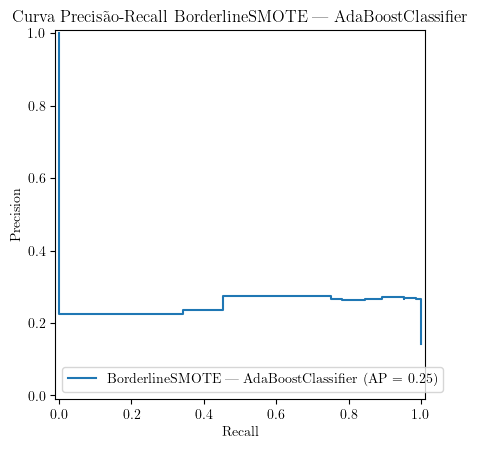 Curva Precisão-Recall BorderlineSMOTE — AdaBoostClassifier
1.0
0.8
0.6
0.4
0.2
0.0
Precision
BorderlineSMOTE — AdaBoostClassifier (AP = 0.25)
0.0 0.2 0.4 0.6 0.8 1.0
Recall